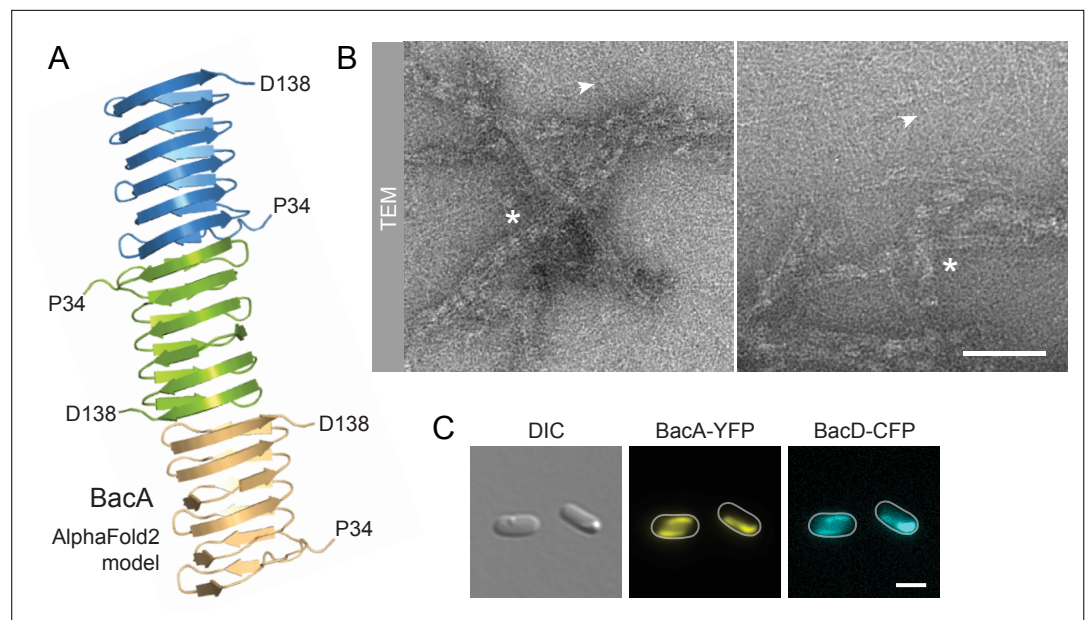 A
D138
P34
P34
D138
D138
BacA
AlphaFold2
model
P34
B
TEM
*
*
C
DIC
BacA-YFP
BacD-CFP